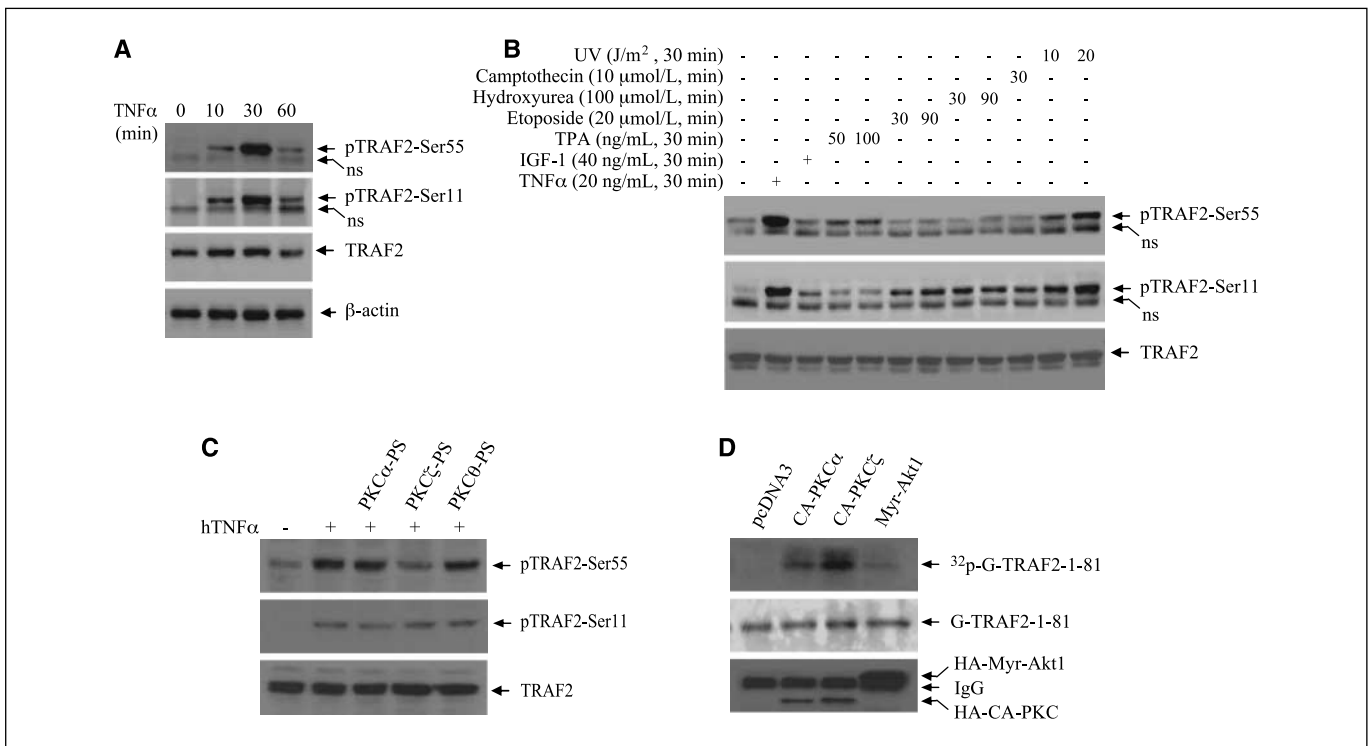 A
TNFα 0 10 30 60
(min)
pTRAF2-Ser55
ns
pTRAF2-Ser11
ns
TRAF2
β-actin
B
UV (J/m², 30 min) - - - - - - - - - - 10 20
Camptothecin (10 μmol/L, min) - - - - - - - - - 30 - -
Hydroxyurea (100 μmol/L, min) - - - - - - - 30 90 - - -
Etoposide (20 μmol/L, min) - - - - - 30 90 - - - - -
TPA (ng/mL, 30 min) - - - 50 100 - - - - - - -
IGF-1 (40 ng/mL, 30 min) - - + - - - - - - - - -
TNFα (20 ng/mL, 30 min) - + - - - - - - - - - -
pTRAF2-Ser55
ns
pTRAF2-Ser11
ns
TRAF2
C
PKCα-PS
PKCζ-PS
PKCθ-PS
hTNFα - + + + +
pTRAF2-Ser55
pTRAF2-Ser11
TRAF2
D
pcDNA3
CA-PKCα
CA-PKCζ
Myr-Akt1
³²p-G-TRAF2-1-81
G-TRAF2-1-81
HA-Myr-Akt1
IgG
HA-CA-PKC